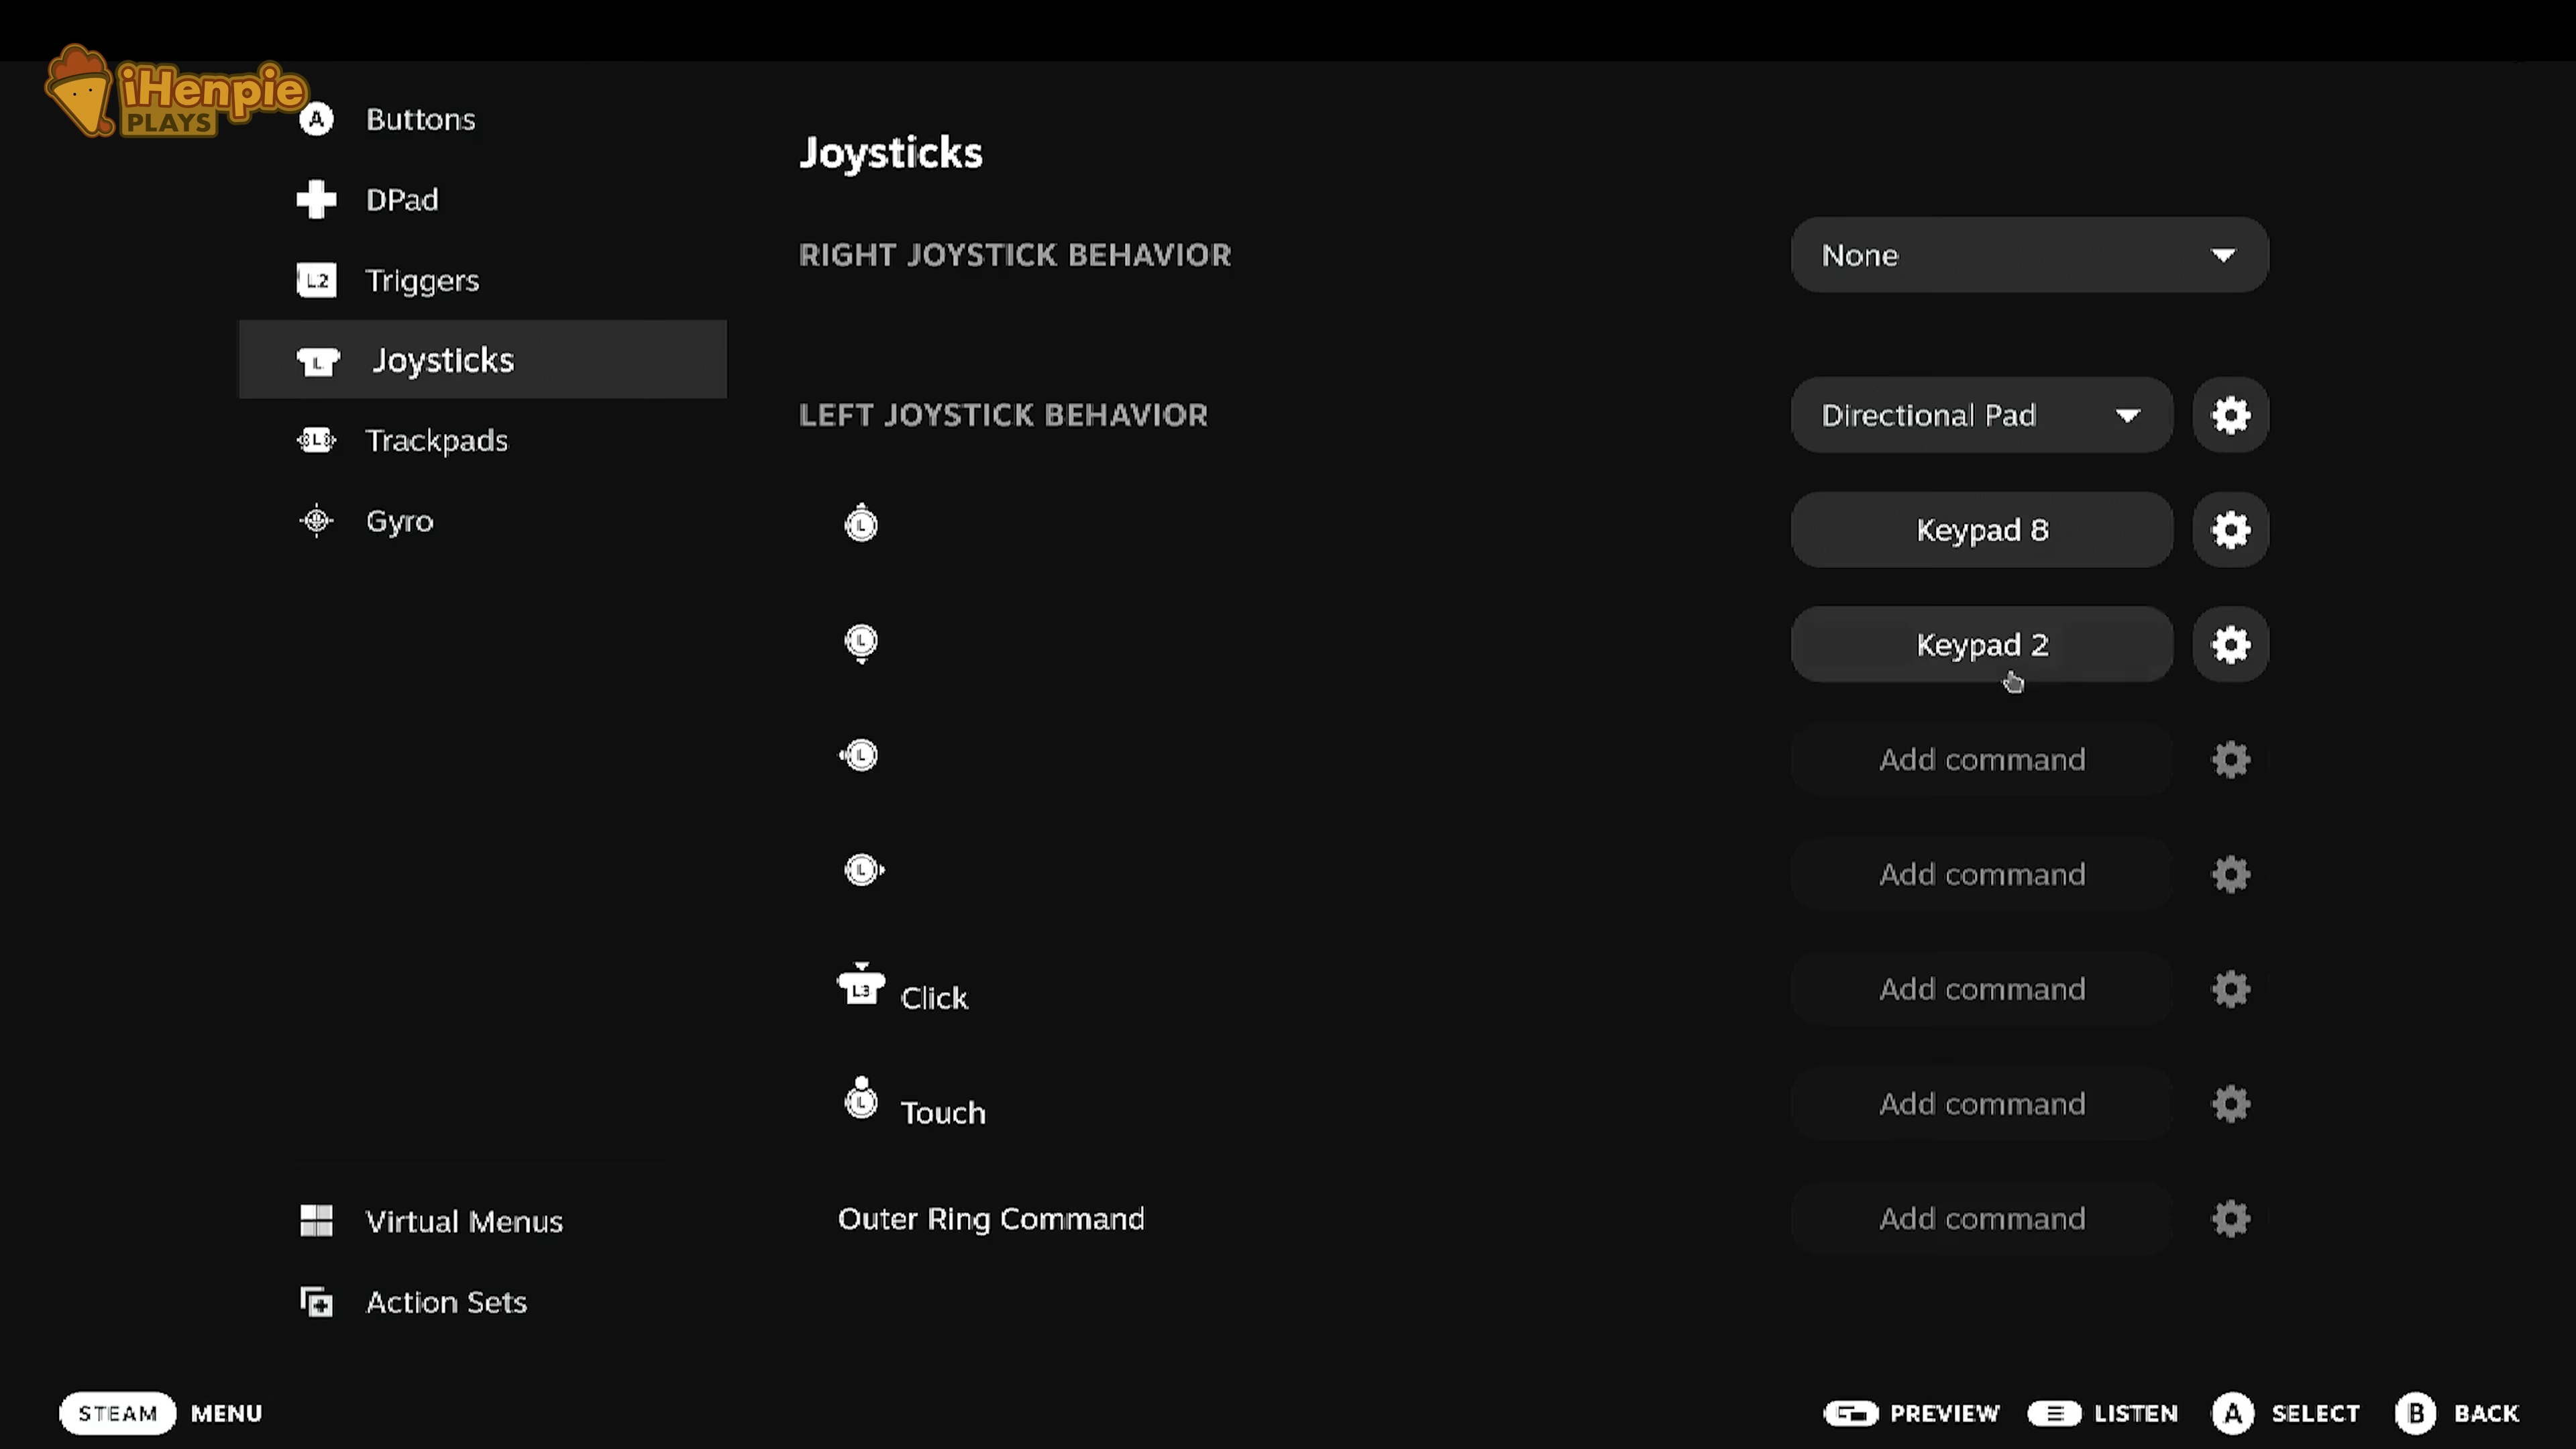 iHenpie
PLAYS
A Buttons
DPad
L2 Triggers
L Joysticks
L Trackpads
Gyro
Virtual Menus
Action Sets
Joysticks
RIGHT JOYSTICK BEHAVIOR None
LEFT JOYSTICK BEHAVIOR Directional Pad
L Keypad 8
L Keypad 2
L Add command
L Add command
L3 Click Add command
L Touch Add command
Outer Ring Command Add command
STEAM MENU PREVIEW LISTEN A SELECT B BACK